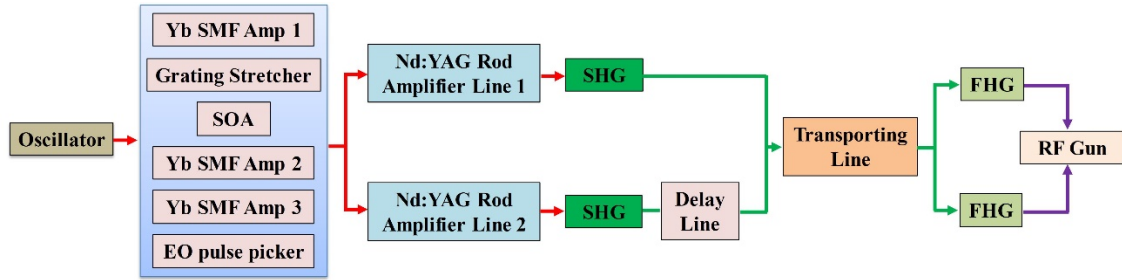 Oscillator
Yb SMF Amp 1
Grating Stretcher
SOA
Yb SMF Amp 2
Yb SMF Amp 3
EO pulse picker
Nd:YAG Rod
Amplifier Line 1
SHG
Nd:YAG Rod
Amplifier Line 2
SHG
Delay
Line
Transporting
Line
FHG
FHG
RF Gun